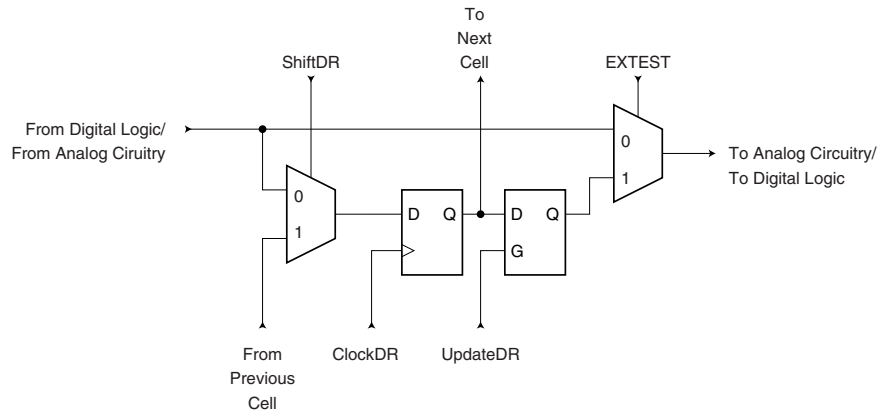 To
Next
Cell
ShiftDR
EXTEST
From Digital Logic/
From Analog Ciruitry
0
1
To Analog Circuitry/
To Digital Logic
0
1
D Q
D Q
G
From
Previous
Cell
ClockDR
UpdateDR